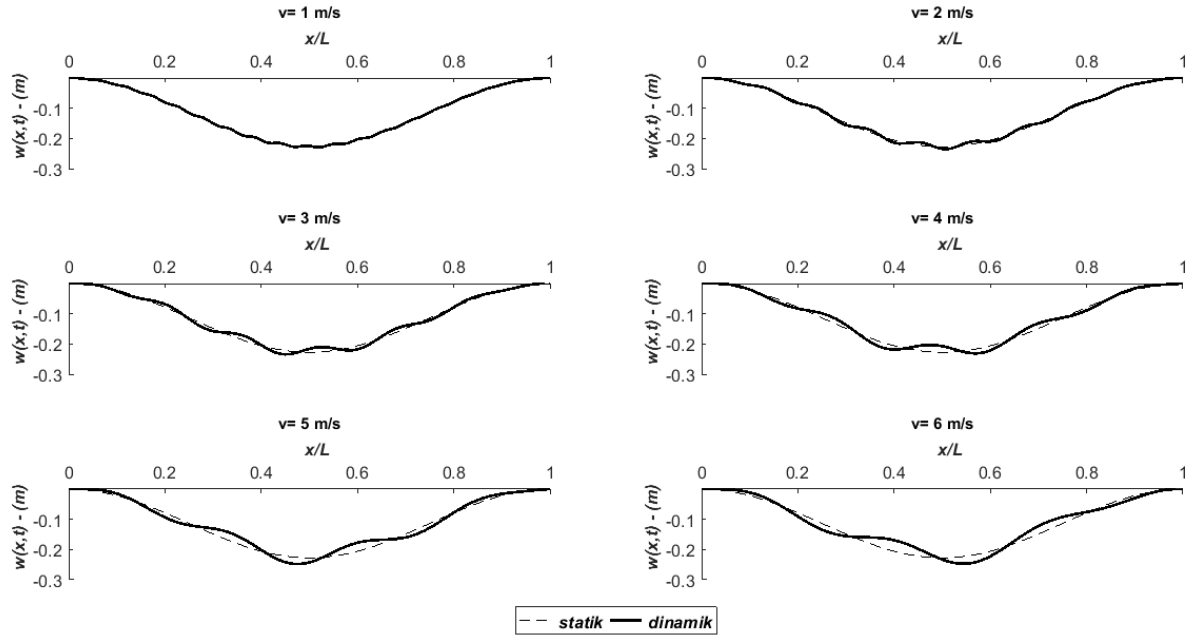 v= 1 m/s
x/L
0 0.2 0.4 0.6 0.8 1
w(x,t) - (m)
-0.1
-0.2
-0.3
v= 2 m/s
x/L
0 0.2 0.4 0.6 0.8 1
w(x,t) - (m)
-0.1
-0.2
-0.3
v= 3 m/s
x/L
0 0.2 0.4 0.6 0.8 1
w(x,t) - (m)
-0.1
-0.2
-0.3
v= 4 m/s
x/L
0 0.2 0.4 0.6 0.8 1
w(x,t) - (m)
-0.1
-0.2
-0.3
v= 5 m/s
x/L
0 0.2 0.4 0.6 0.8 1
w(x,t) - (m)
-0.1
-0.2
-0.3
v= 6 m/s
x/L
0 0.2 0.4 0.6 0.8 1
w(x,t) - (m)
-0.1
-0.2
-0.3
statik dinamik